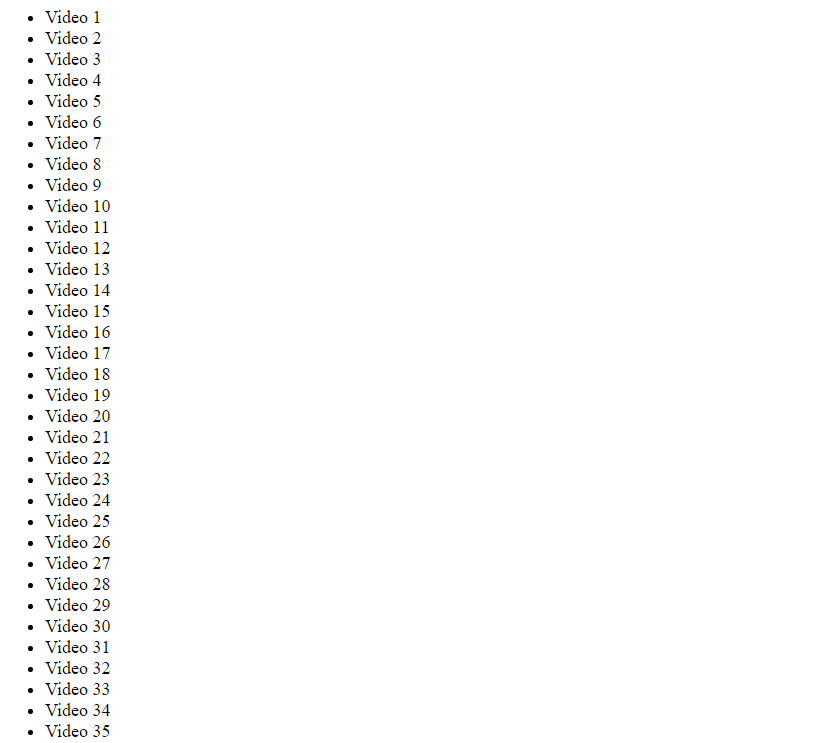 • Video 1
• Video 2
• Video 3
• Video 4
• Video 5
• Video 6
• Video 7
• Video 8
• Video 9
• Video 10
• Video 11
• Video 12
• Video 13
• Video 14
• Video 15
• Video 16
• Video 17
• Video 18
• Video 19
• Video 20
• Video 21
• Video 22
• Video 23
• Video 24
• Video 25
• Video 26
• Video 27
• Video 28
• Video 29
• Video 30
• Video 31
• Video 32
• Video 33
• Video 34
• Video 35